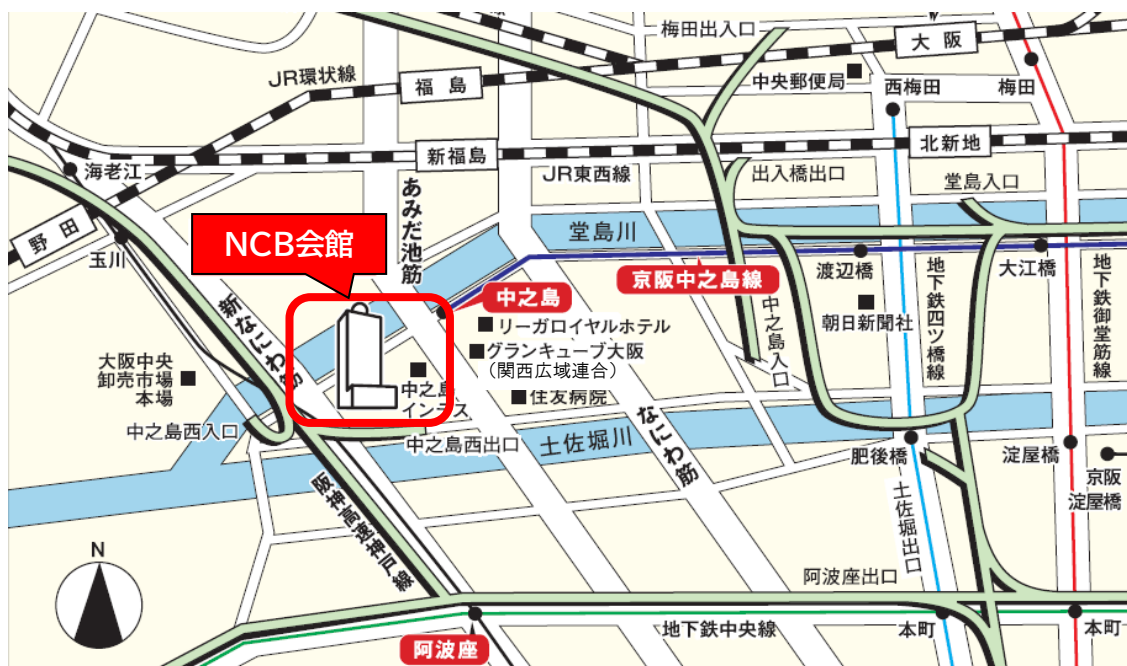 梅田出入口
大阪
JR環状線
福島
中央郵便局
西梅田
梅田
海老江
新福島
北新地
JR東西線
出入橋出口
堂島入口
あみだ池筋
野田
玉川
NCB会館
堂島川
京阪中之島線
渡辺橋
大江橋
中之島
リーガロイヤルホテル
グランキューブ大阪
(関西広域連合)
中之島入口
朝日新聞社
地下鉄四ツ橋線
地下鉄御堂筋線
新なにわ筋
大阪中央
卸売市場
本場
中之島
インテス
住友病院
中之島西入口
中之島西出口
土佐堀川
なにわ筋
肥後橋
淀屋橋
京阪
淀屋橋
阪神高速神戸線
土佐堀出口
N
阿波座出口
阿波座
地下鉄中央線
本町
本町